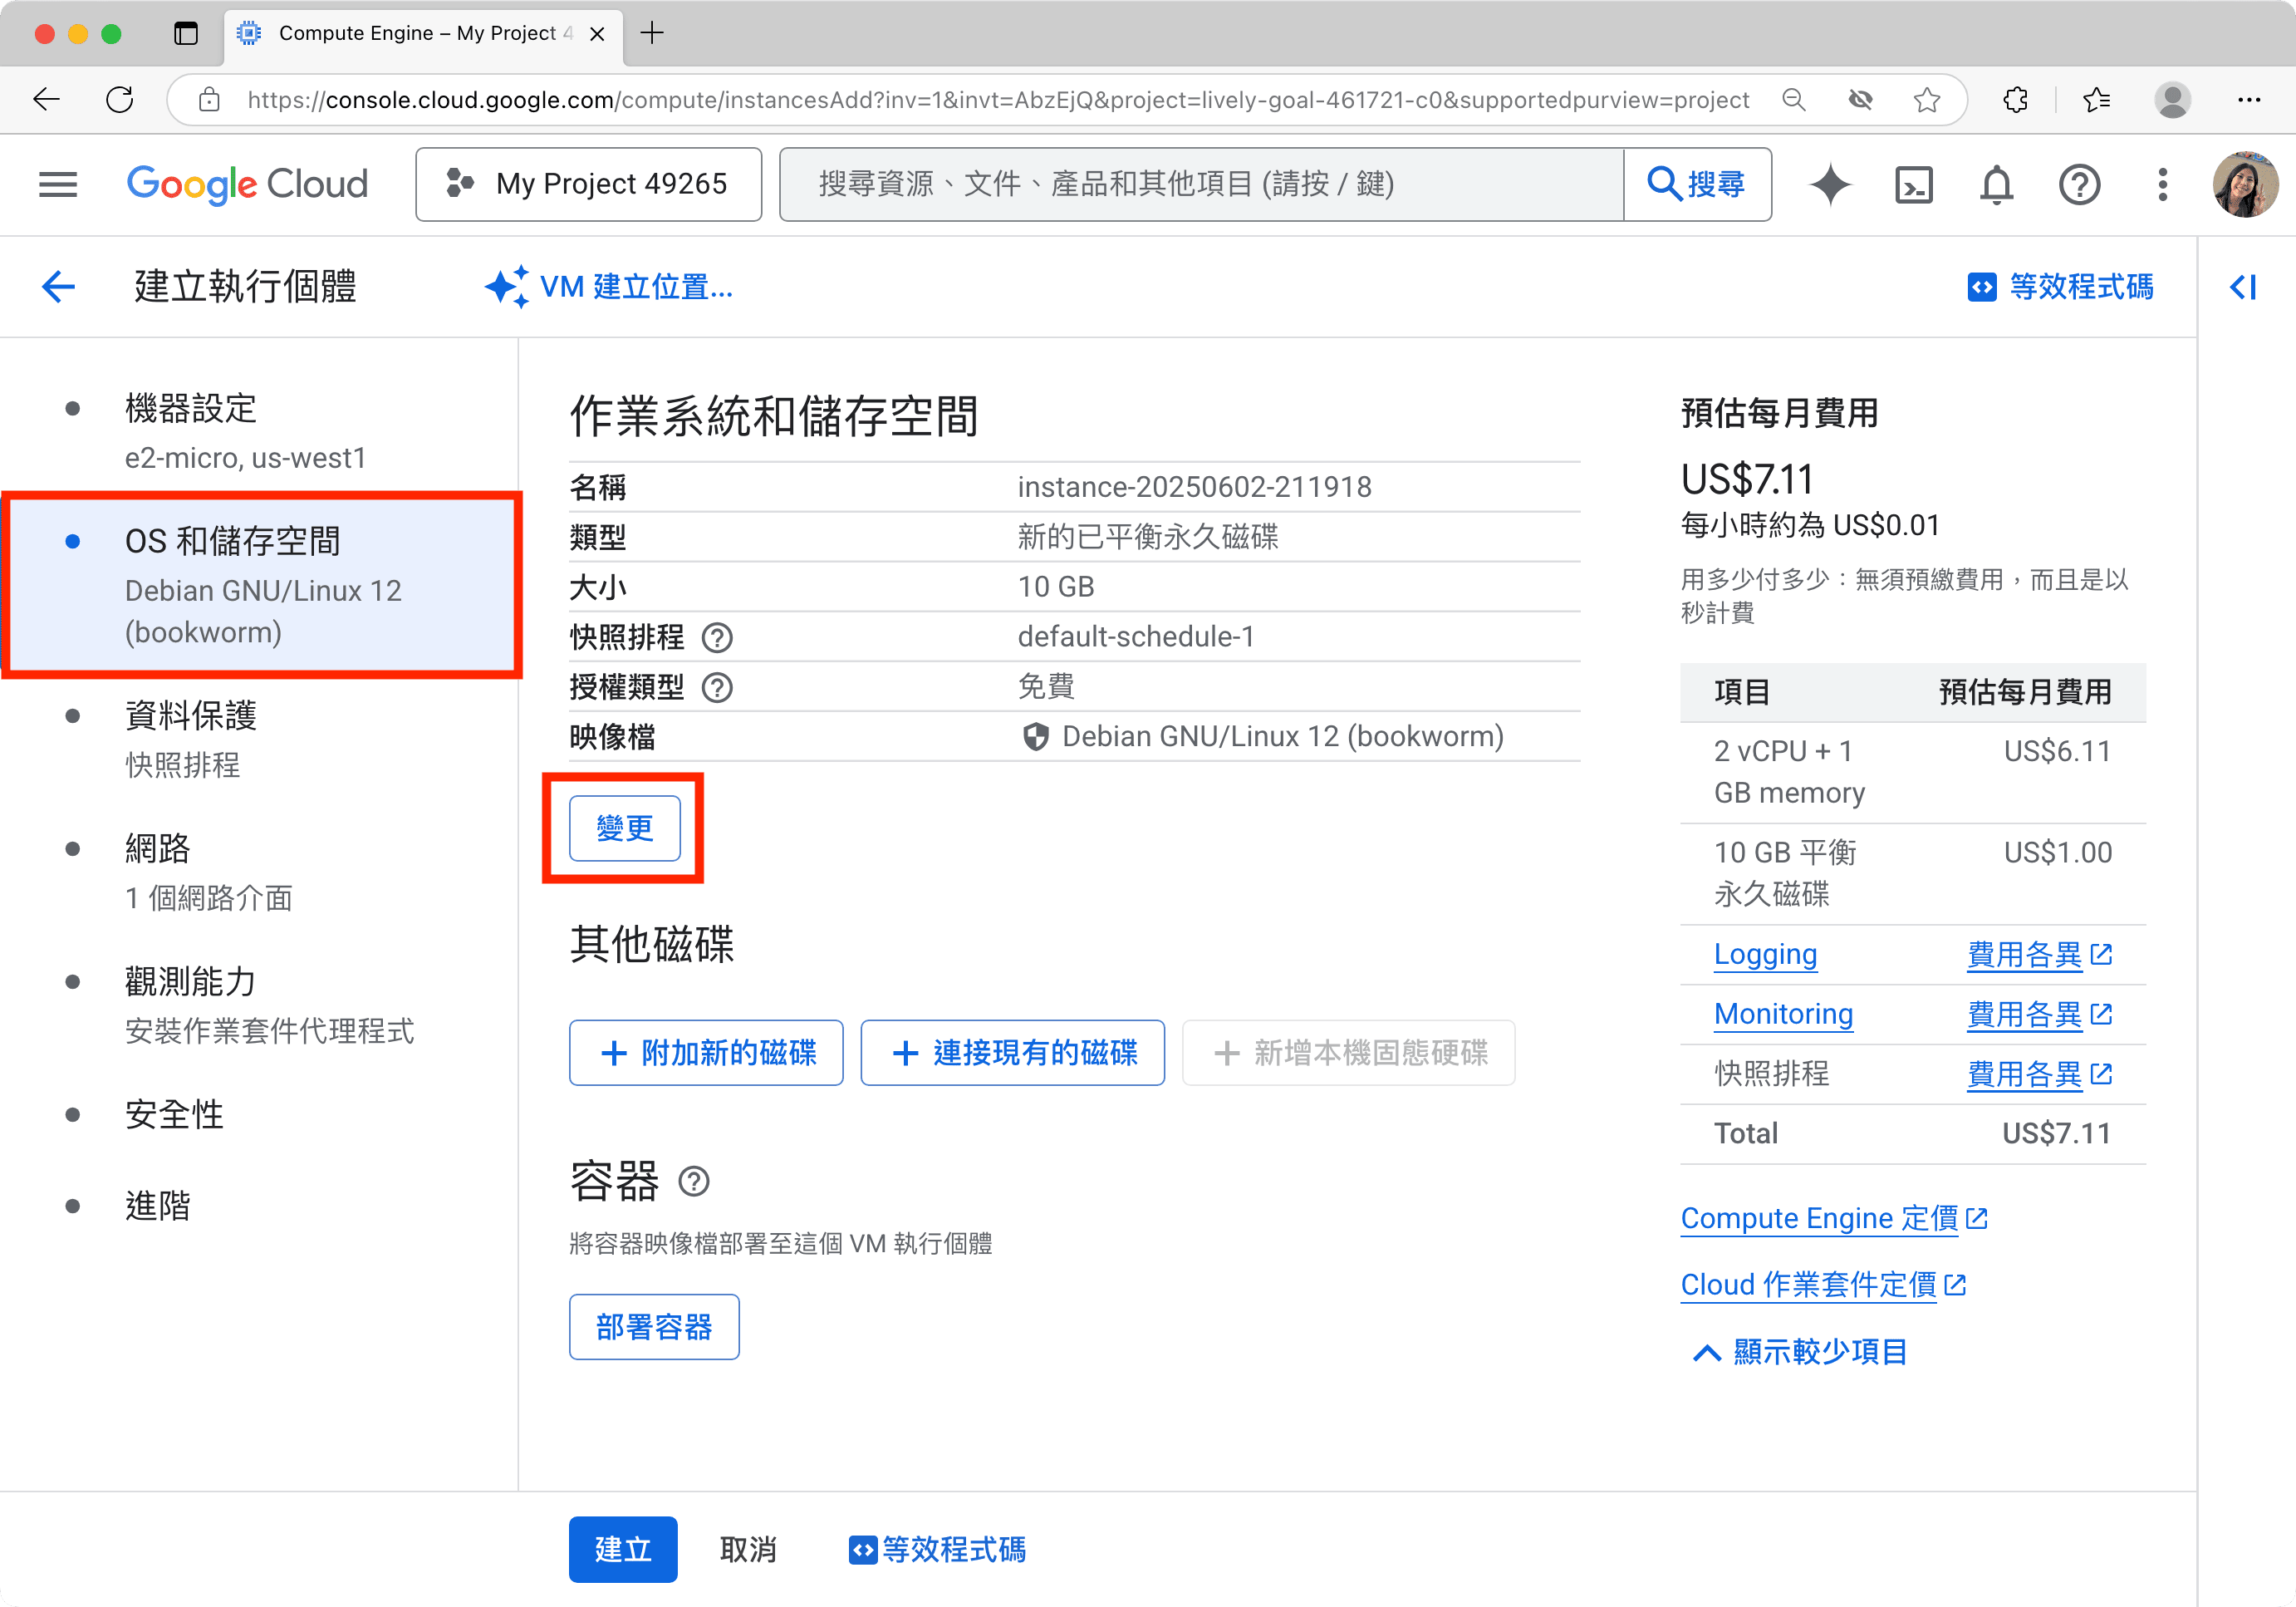 Compute Engine – My Project 4
https://console.cloud.google.com/compute/instancesAdd?inv=1&invt=AbzEjQ&project=lively-goal-461721-c0&supportedpurview=project
Google Cloud
My Project 49265
搜尋資源、文件、產品和其他項目 (請按 / 鍵)
搜尋
建立執行個體
VM 建立位置...
等效程式碼
機器設定
e2-micro, us-west1
OS 和儲存空間
Debian GNU/Linux 12
(bookworm)
資料保護
快照排程
網路
1 個網路介面
觀測能力
安裝作業套件代理程式
安全性
進階
作業系統和儲存空間
名稱 instance-20250602-211918
類型 新的已平衡永久磁碟
大小 10 GB
快照排程 default-schedule-1
授權類型 免費
映像檔 Debian GNU/Linux 12 (bookworm)
變更
其他磁碟
附加新的磁碟
連接現有的磁碟
新增本機固態硬碟
容器
將容器映像檔部署至這個 VM 執行個體
部署容器
預估每月費用
US$7.11
每小時約為 US$0.01
用多少付多少：無須預繳費用，而且是以
秒計費
項目 預估每月費用
2 vCPU + 1 US$6.11
GB memory
10 GB 平衡 US$1.00
永久磁碟
Logging 費用各異
Monitoring 費用各異
快照排程 費用各異
Total US$7.11
Compute Engine 定價
Cloud 作業套件定價
顯示較少項目
建立
取消
等效程式碼